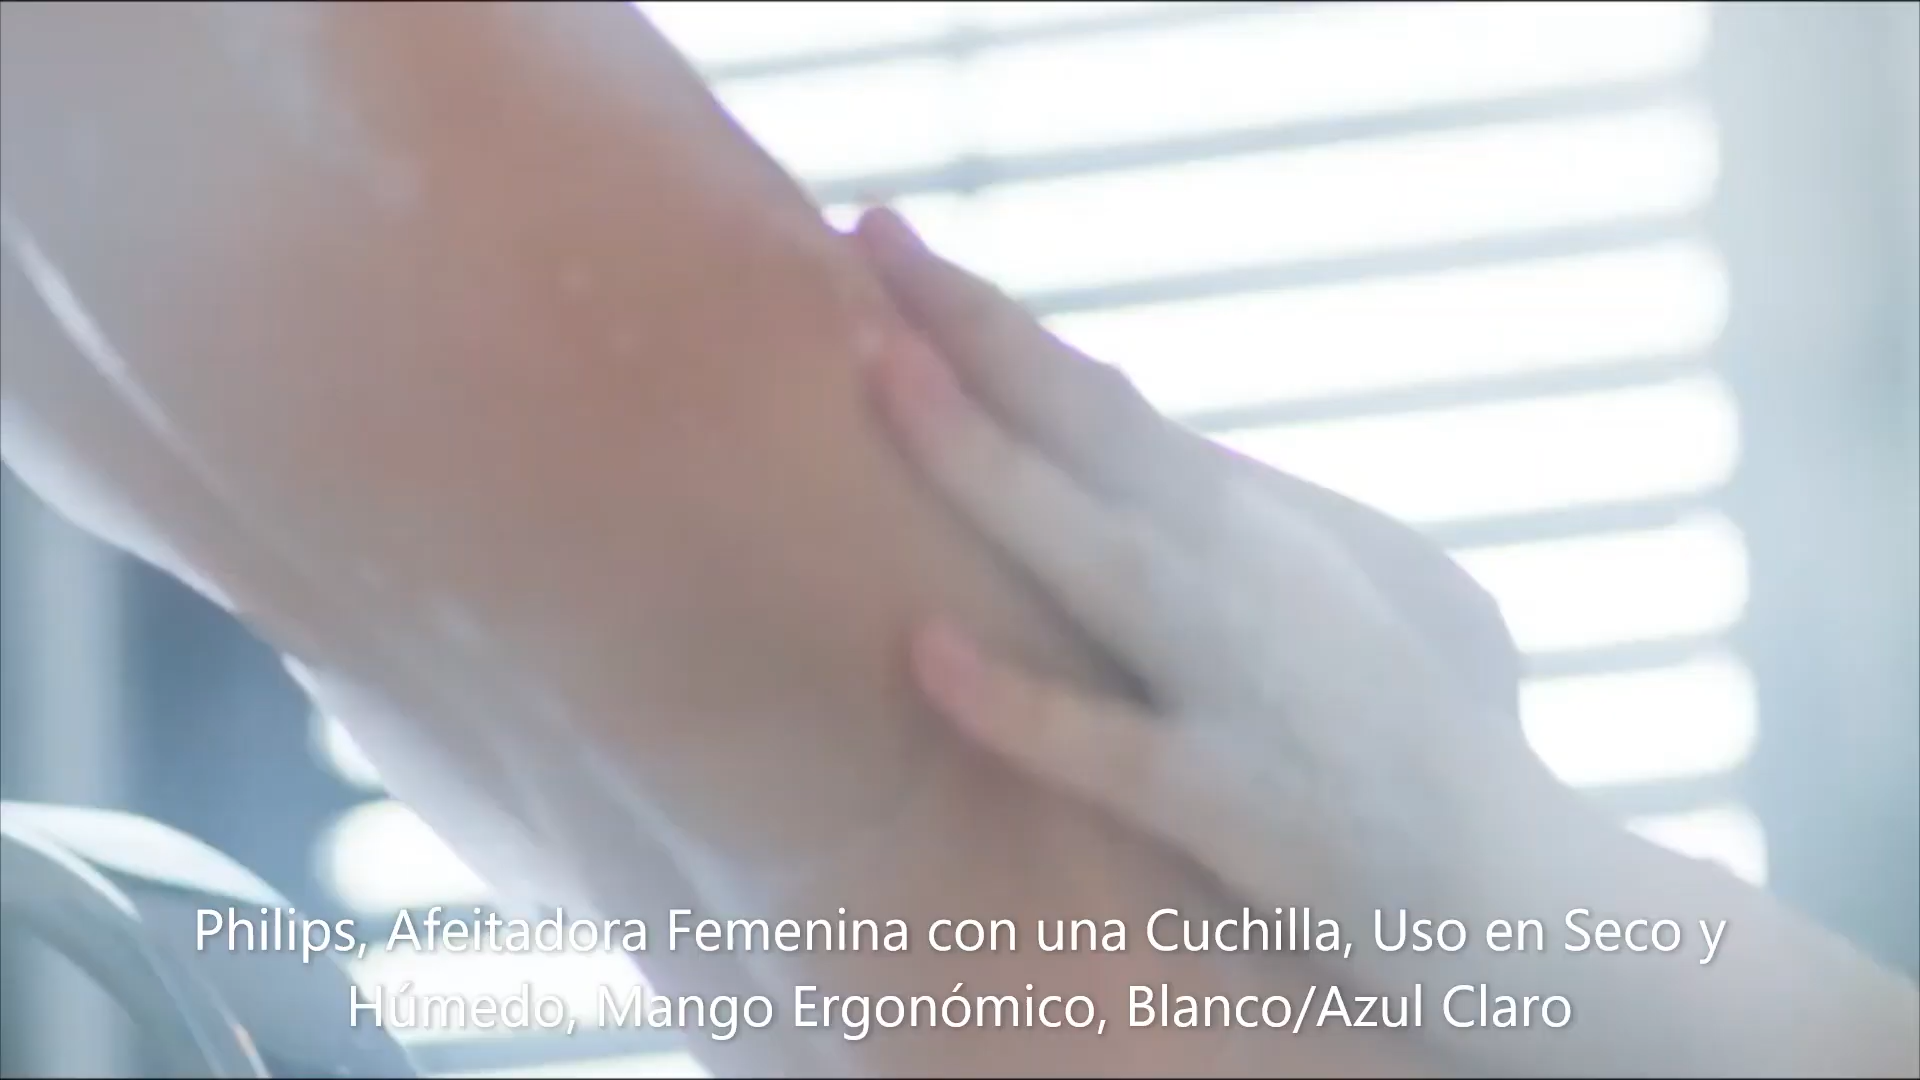 Philips, Afeitadora Femenina con una Cuchilla, Uso en Seco y
Húmedo, Mango Ergonómico, Blanco/Azul Claro